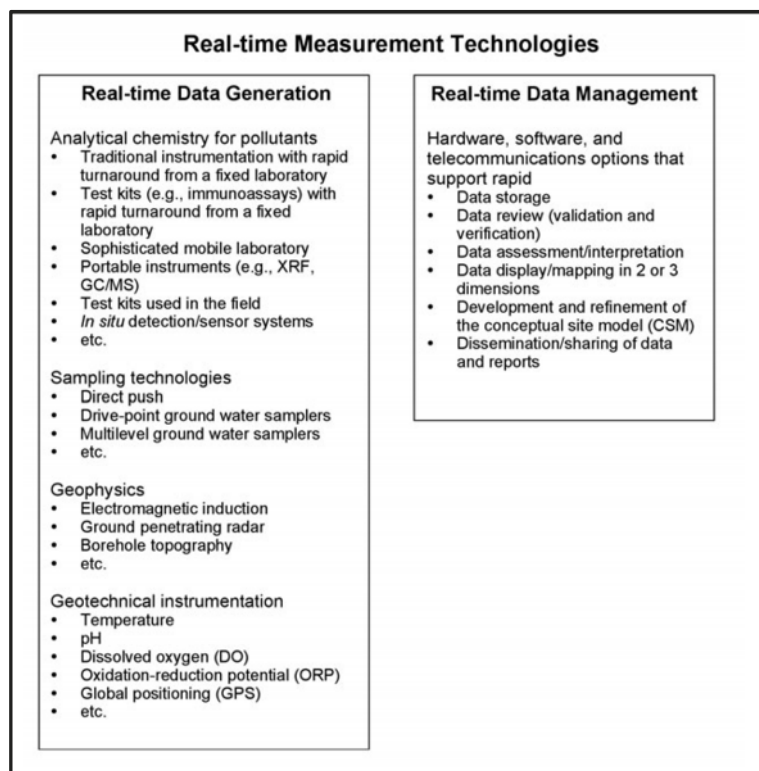 Real-time Measurement Technologies
Real-time Data Generation
Analytical chemistry for pollutants
• Traditional instrumentation with rapid
turnaround from a fixed laboratory
• Test kits (e.g., immunoassays) with
rapid turnaround from a fixed
laboratory
• Sophisticated mobile laboratory
• Portable instruments (e.g., XRF,
GC/MS)
• Test kits used in the field
• In situ detection/sensor systems
• etc.
Sampling technologies
• Direct push
• Drive-point ground water samplers
• Multilevel ground water samplers
• etc.
Geophysics
• Electromagnetic induction
• Ground penetrating radar
• Borehole topography
• etc.
Geotechnical instrumentation
• Temperature
• pH
• Dissolved oxygen (DO)
• Oxidation-reduction potential (ORP)
• Global positioning (GPS)
• etc.
Real-time Data Management
Hardware, software, and
telecommunications options that
support rapid
• Data storage
• Data review (validation and
verification)
• Data assessment/interpretation
• Data display/mapping in 2 or 3
dimensions
• Development and refinement of
the conceptual site model (CSM)
• Dissemination/sharing of data
and reports